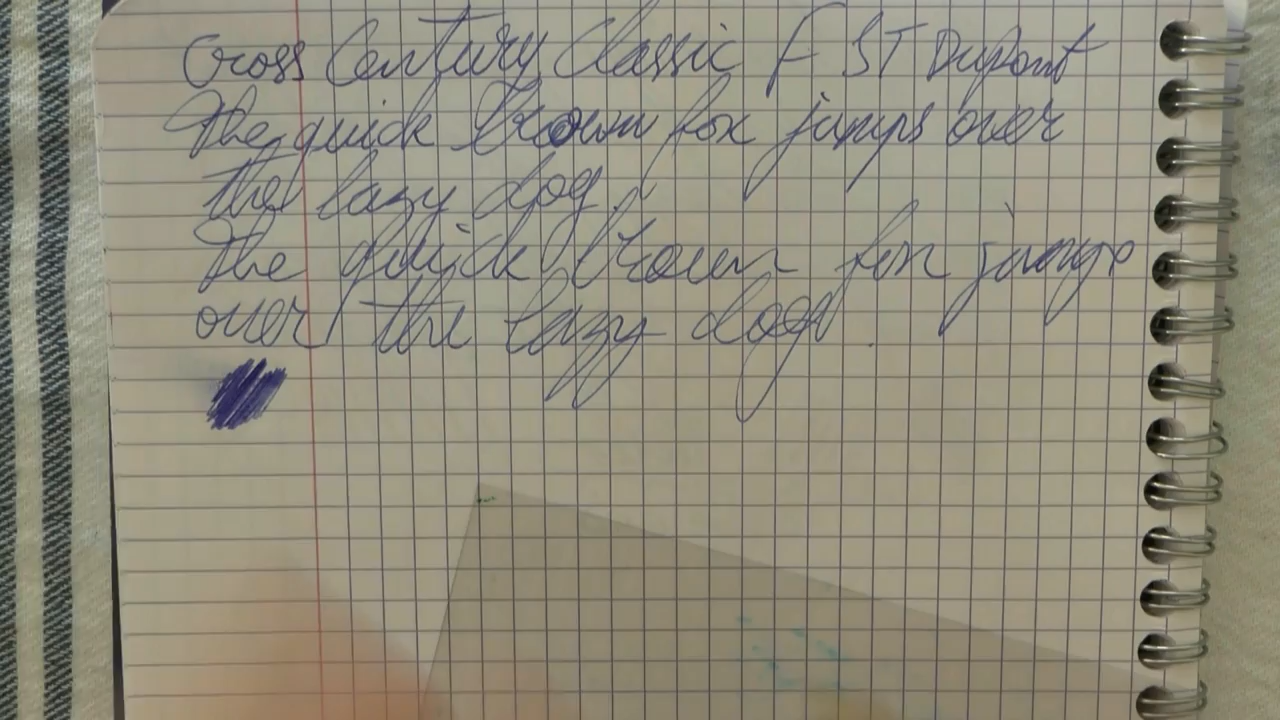 Cross Century Classic F ST Dupont
The quick brown fox jumps over
the lazy dog.
The quick brown fox jumps
over the lazy dog.